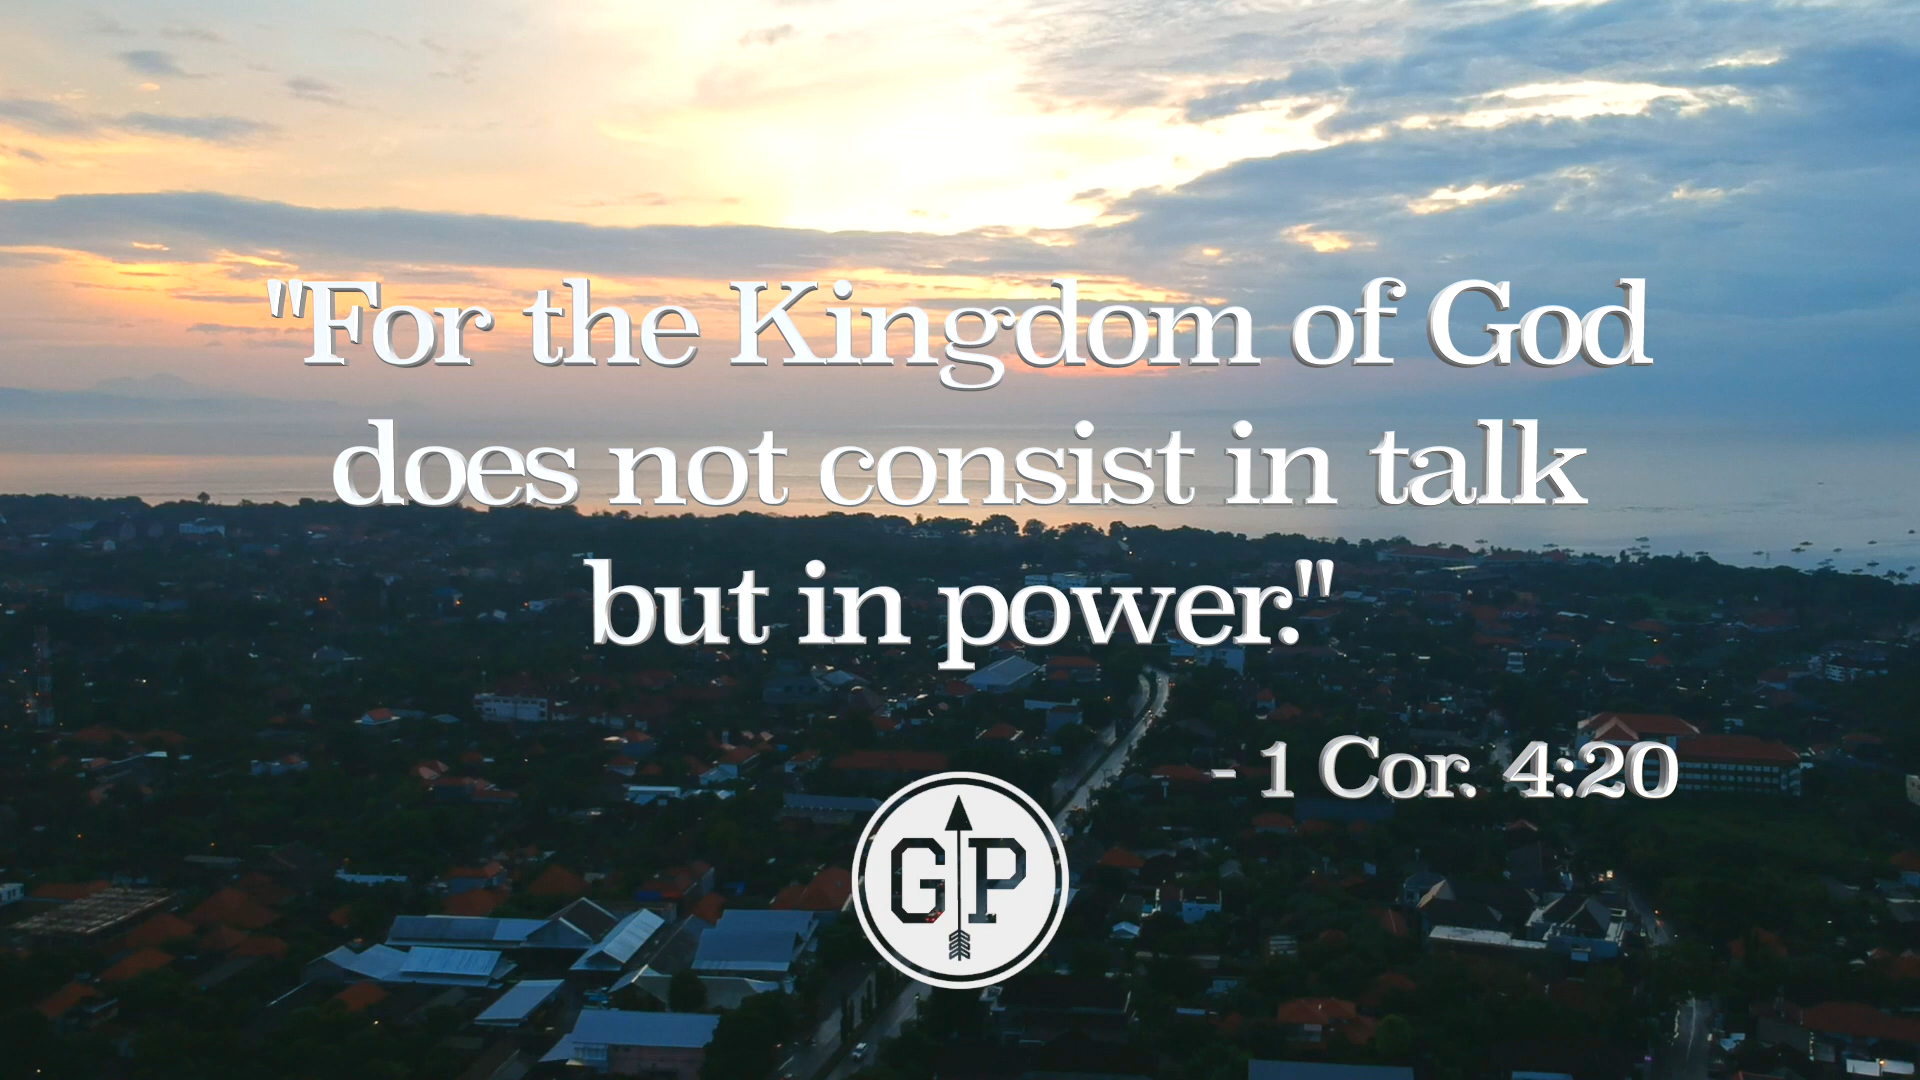 "For the Kingdom of God
does not consist in talk
but in power."
- 1 Cor. 4:20
GP